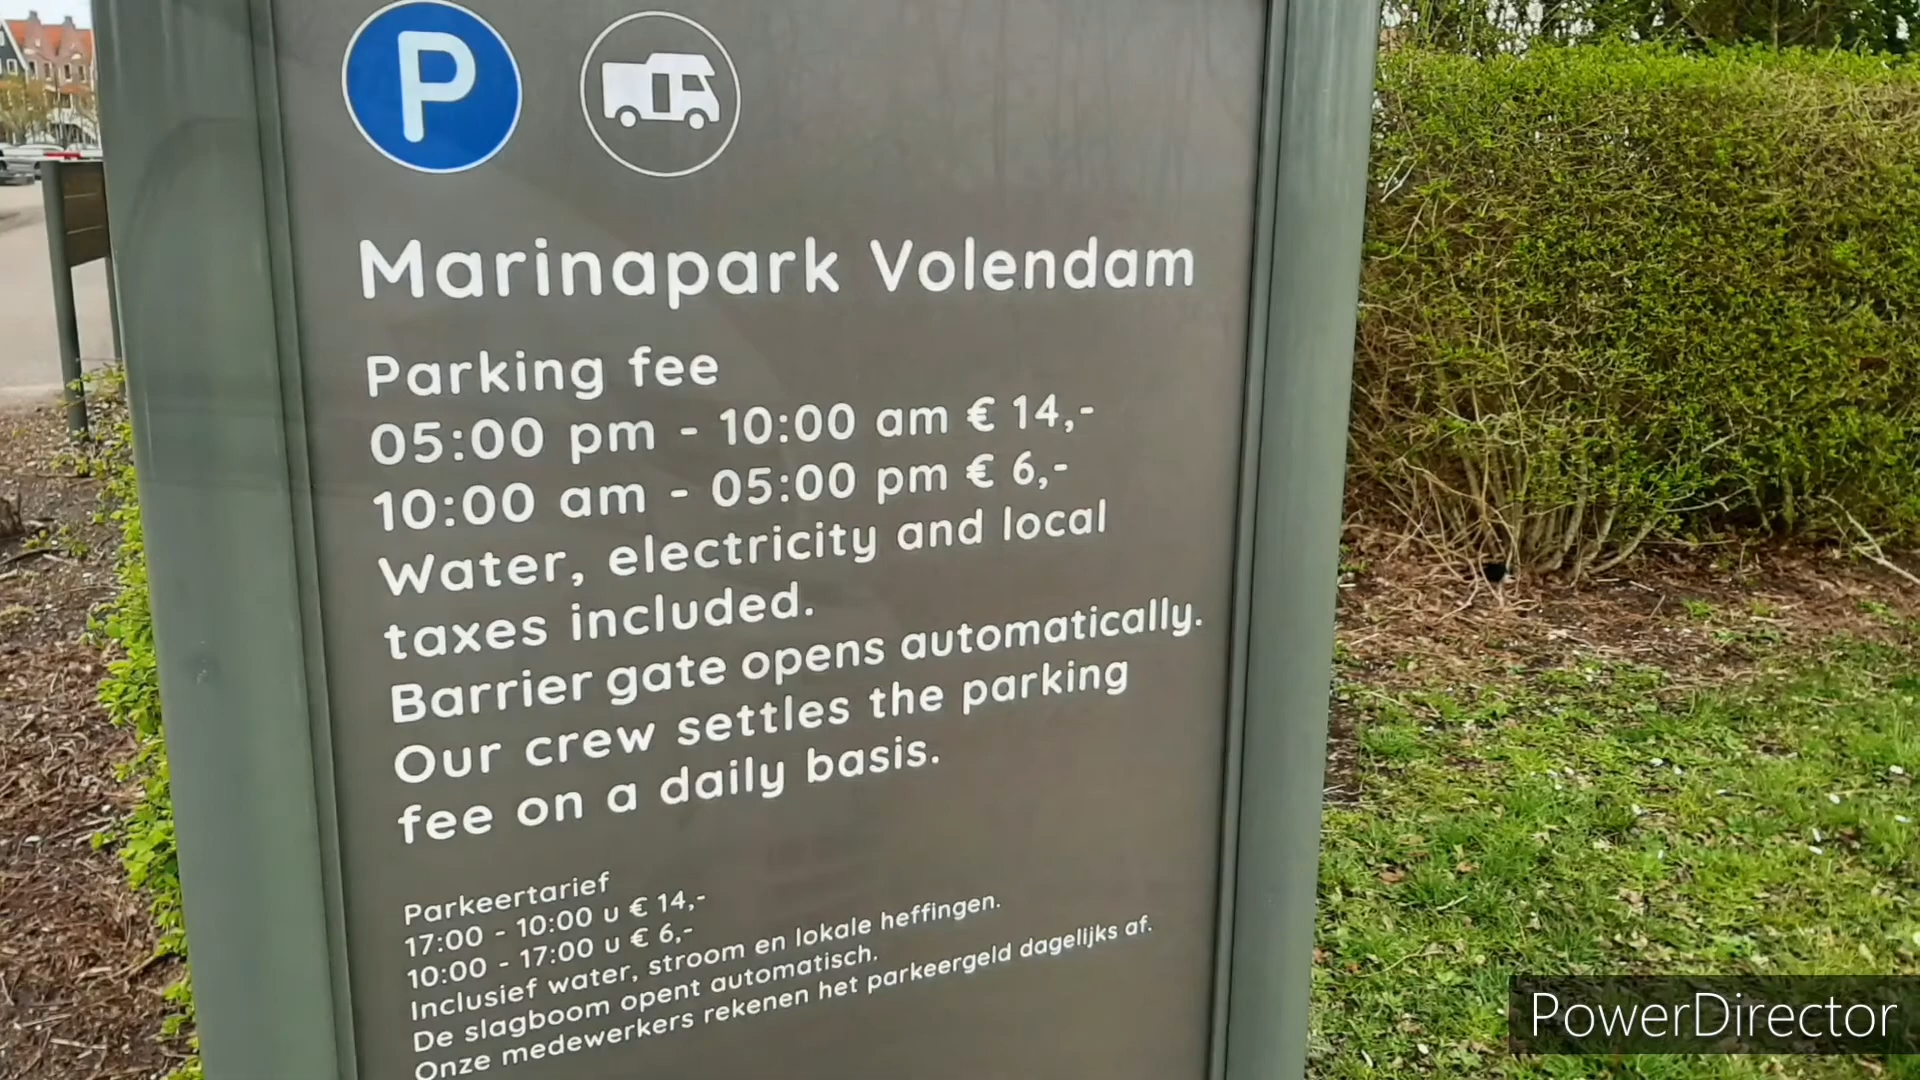 P
Marinapark Volendam
Parking fee
05:00 pm - 10:00 am € 14,-
10:00 am - 05:00 pm € 6,-
Water, electricity and local
taxes included.
Barrier gate opens automatically.
Our crew settles the parking
fee on a daily basis.
Parkeertarief
17:00 - 10:00 u € 14,-
10:00 - 17:00 u € 6,-
Inclusief water, stroom en lokale heffingen.
De slagboom opent automatisch.
Onze medewerkers rekenen het parkeergeld dagelijks af.
PowerDirector